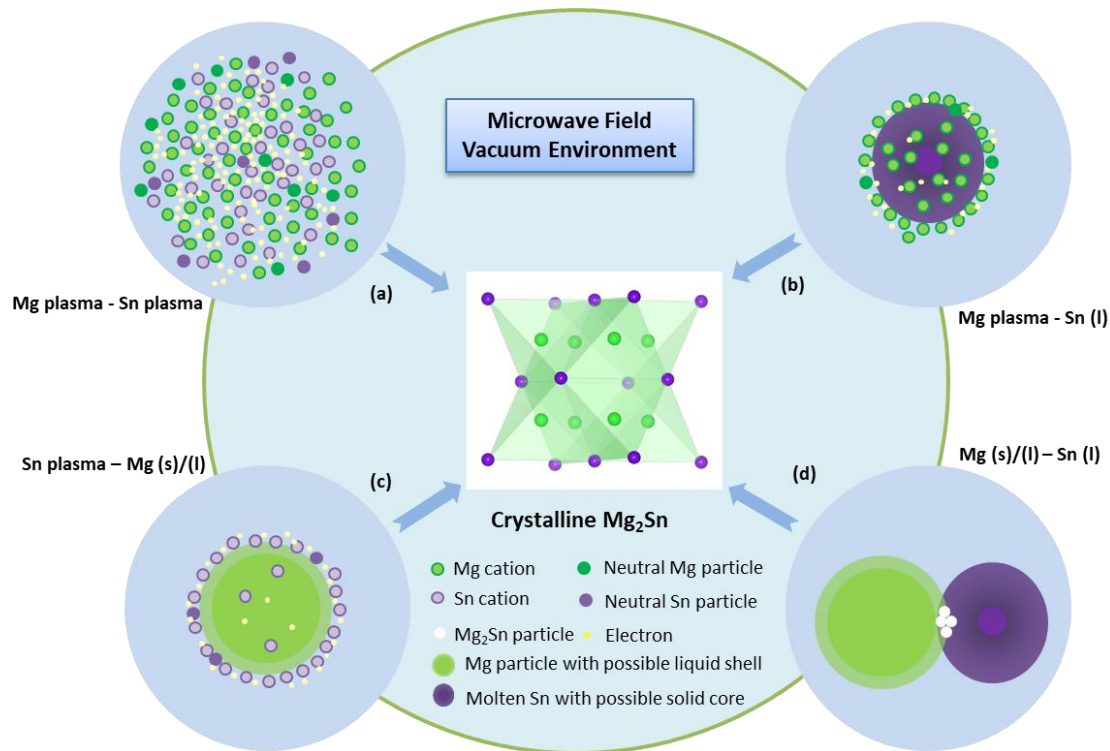 Microwave Field
Vacuum Environment
(a)
(b)
Mg plasma - Sn plasma
Mg plasma - Sn (l)
Sn plasma – Mg (s)/(l)
Mg (s)/(l) – Sn (l)
(c)
(d)
Crystalline Mg₂Sn
Mg cation
Neutral Mg particle
Sn cation
Neutral Sn particle
Mg₂Sn particle
Electron
Mg particle with possible liquid shell
Molten Sn with possible solid core